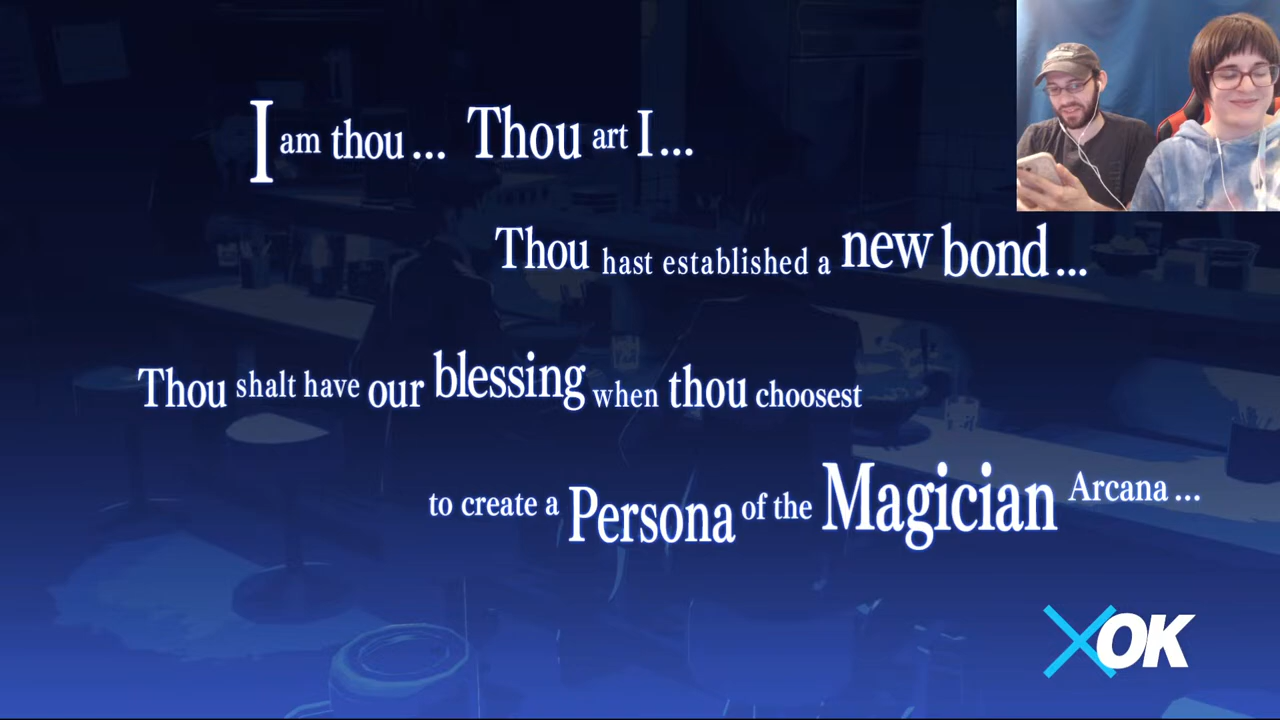 I am thou... Thou art I...
Thou hast established a new bond...
Thou shalt have our blessing when thou choosest
to create a Persona of the Magician Arcana...
OK